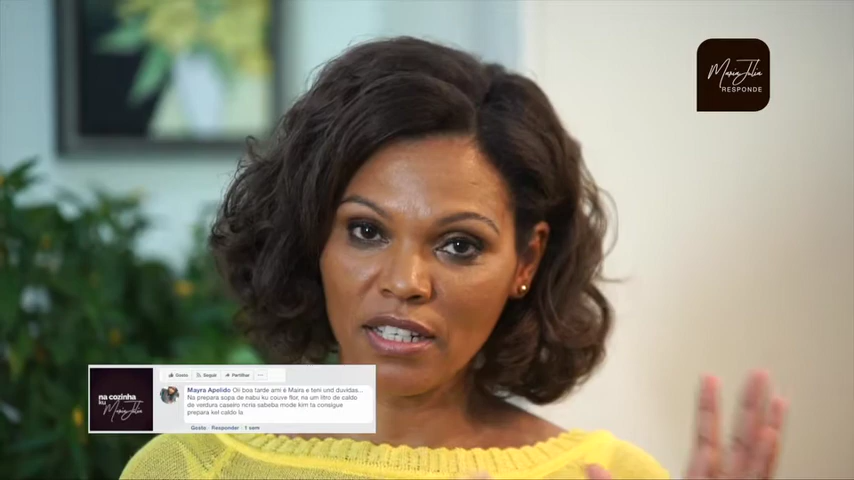 Maria Julia
RESPONDE
Gosto Seguir Partilhar ...
na cozinha
ku
Maria Julia
Mayra Apelido Oii boa tarde ami é Maira e teni und duvidas...
Na prepara sopa de nabu ku couve flor, na um litro de caldo
de verdura caseiro ncria sabeba mode kim ta consigue
prepara kel caldo la
Gosto · Responder · 1 sem